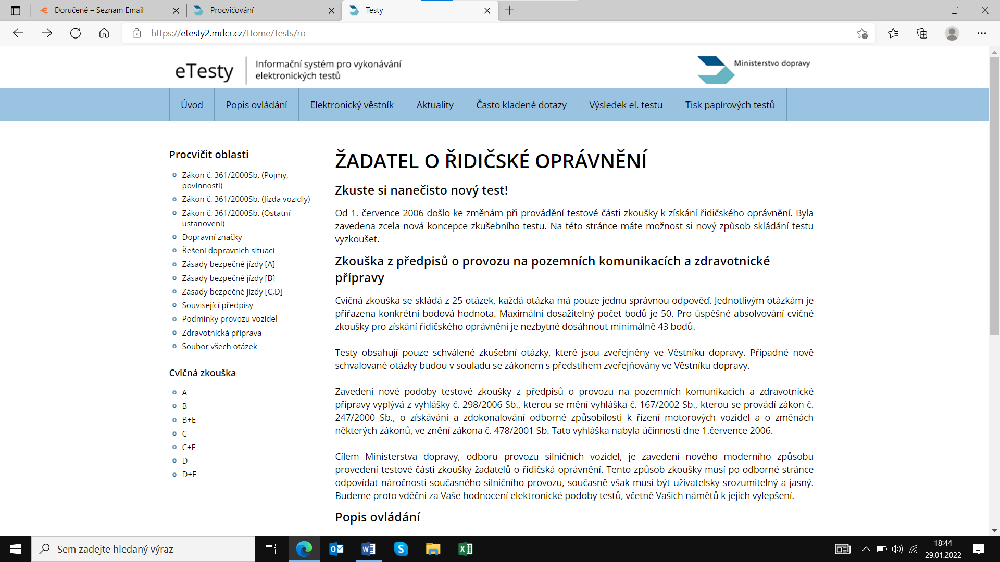 Doručené – Seznam Email
Procvičování
Testy
https://etesty2.mdcr.cz/Home/Tests/ro
eTesty
Informační systém pro vykonávání
elektronických testů
Ministerstvo dopravy
Úvod
Popis ovládání
Elektronický věstník
Aktuality
Často kladené dotazy
Výsledek el. testu
Tisk papírových testů
Procvičit oblasti
Zákon č. 361/2000Sb. (Pojmy,
povinnosti)
Zákon č. 361/2000Sb. (Jízda vozidly)
Zákon č. 361/2000Sb. (Ostatní
ustanovení)
Dopravní značky
Řešení dopravních situací
Zásady bezpečné jízdy [A]
Zásady bezpečné jízdy [B]
Zásady bezpečné jízdy [C,D]
Související předpisy
Podmínky provozu vozidel
Zdravotnická příprava
Soubor všech otázek
Cvičná zkouška
A
B
B+E
C
C+E
D
D+E
ŽADATEL O ŘIDIČSKÉ OPRÁVNĚNÍ
Zkuste si nanečisto nový test!
Od 1. července 2006 došlo ke změnám při provádění testové části zkoušky k získání řidičského oprávnění. Byla
zavedena zcela nová koncepce zkušebního testu. Na této stránce máte možnost si nový způsob skládání testu
vyzkoušet.
Zkouška z předpisů o provozu na pozemních komunikacích a zdravotnické
přípravy
Cvičná zkouška se skládá z 25 otázek, každá otázka má pouze jednu správnou odpověď. Jednotlivým otázkám je
přiřazena konkrétní bodová hodnota. Maximální dosažitelný počet bodů je 50. Pro úspěšné absolvování cvičné
zkoušky pro získání řidičského oprávnění je nezbytné dosáhnout minimálně 43 bodů.
Testy obsahují pouze schválené zkušební otázky, které jsou zveřejněny ve Věstníku dopravy. Případné nově
schvalované otázky budou v souladu se zákonem s předstihem zveřejňovány ve Věstníku dopravy.
Zavedení nové podoby testové zkoušky z předpisů o provozu na pozemních komunikacích a zdravotnické
přípravy vyplývá z vyhlášky č. 298/2006 Sb., kterou se mění vyhláška č. 167/2002 Sb., kterou se provádí zákon č.
247/2000 Sb., o získávání a zdokonalování odborné způsobilosti k řízení motorových vozidel a o změnách
některých zákonů, ve znění zákona č. 478/2001 Sb. Tato vyhláška nabyla účinnosti dne 1.července 2006.
Cílem Ministerstva dopravy, odboru provozu silničních vozidel, je zavedení nového moderního způsobu
provedení testové části zkoušky žadatelů o řidičská oprávnění. Tento způsob zkoušky musí po odborné stránce
odpovídat náročnosti současného silničního provozu, současně však musí být uživatelsky srozumitelný a jasný.
Budeme proto vděčni za Vaše hodnocení elektronické podoby testů, včetně Vašich námětů k jejich vylepšení.
Popis ovládání
Sem zadejte hledaný výraz
18:44
29.01.2022